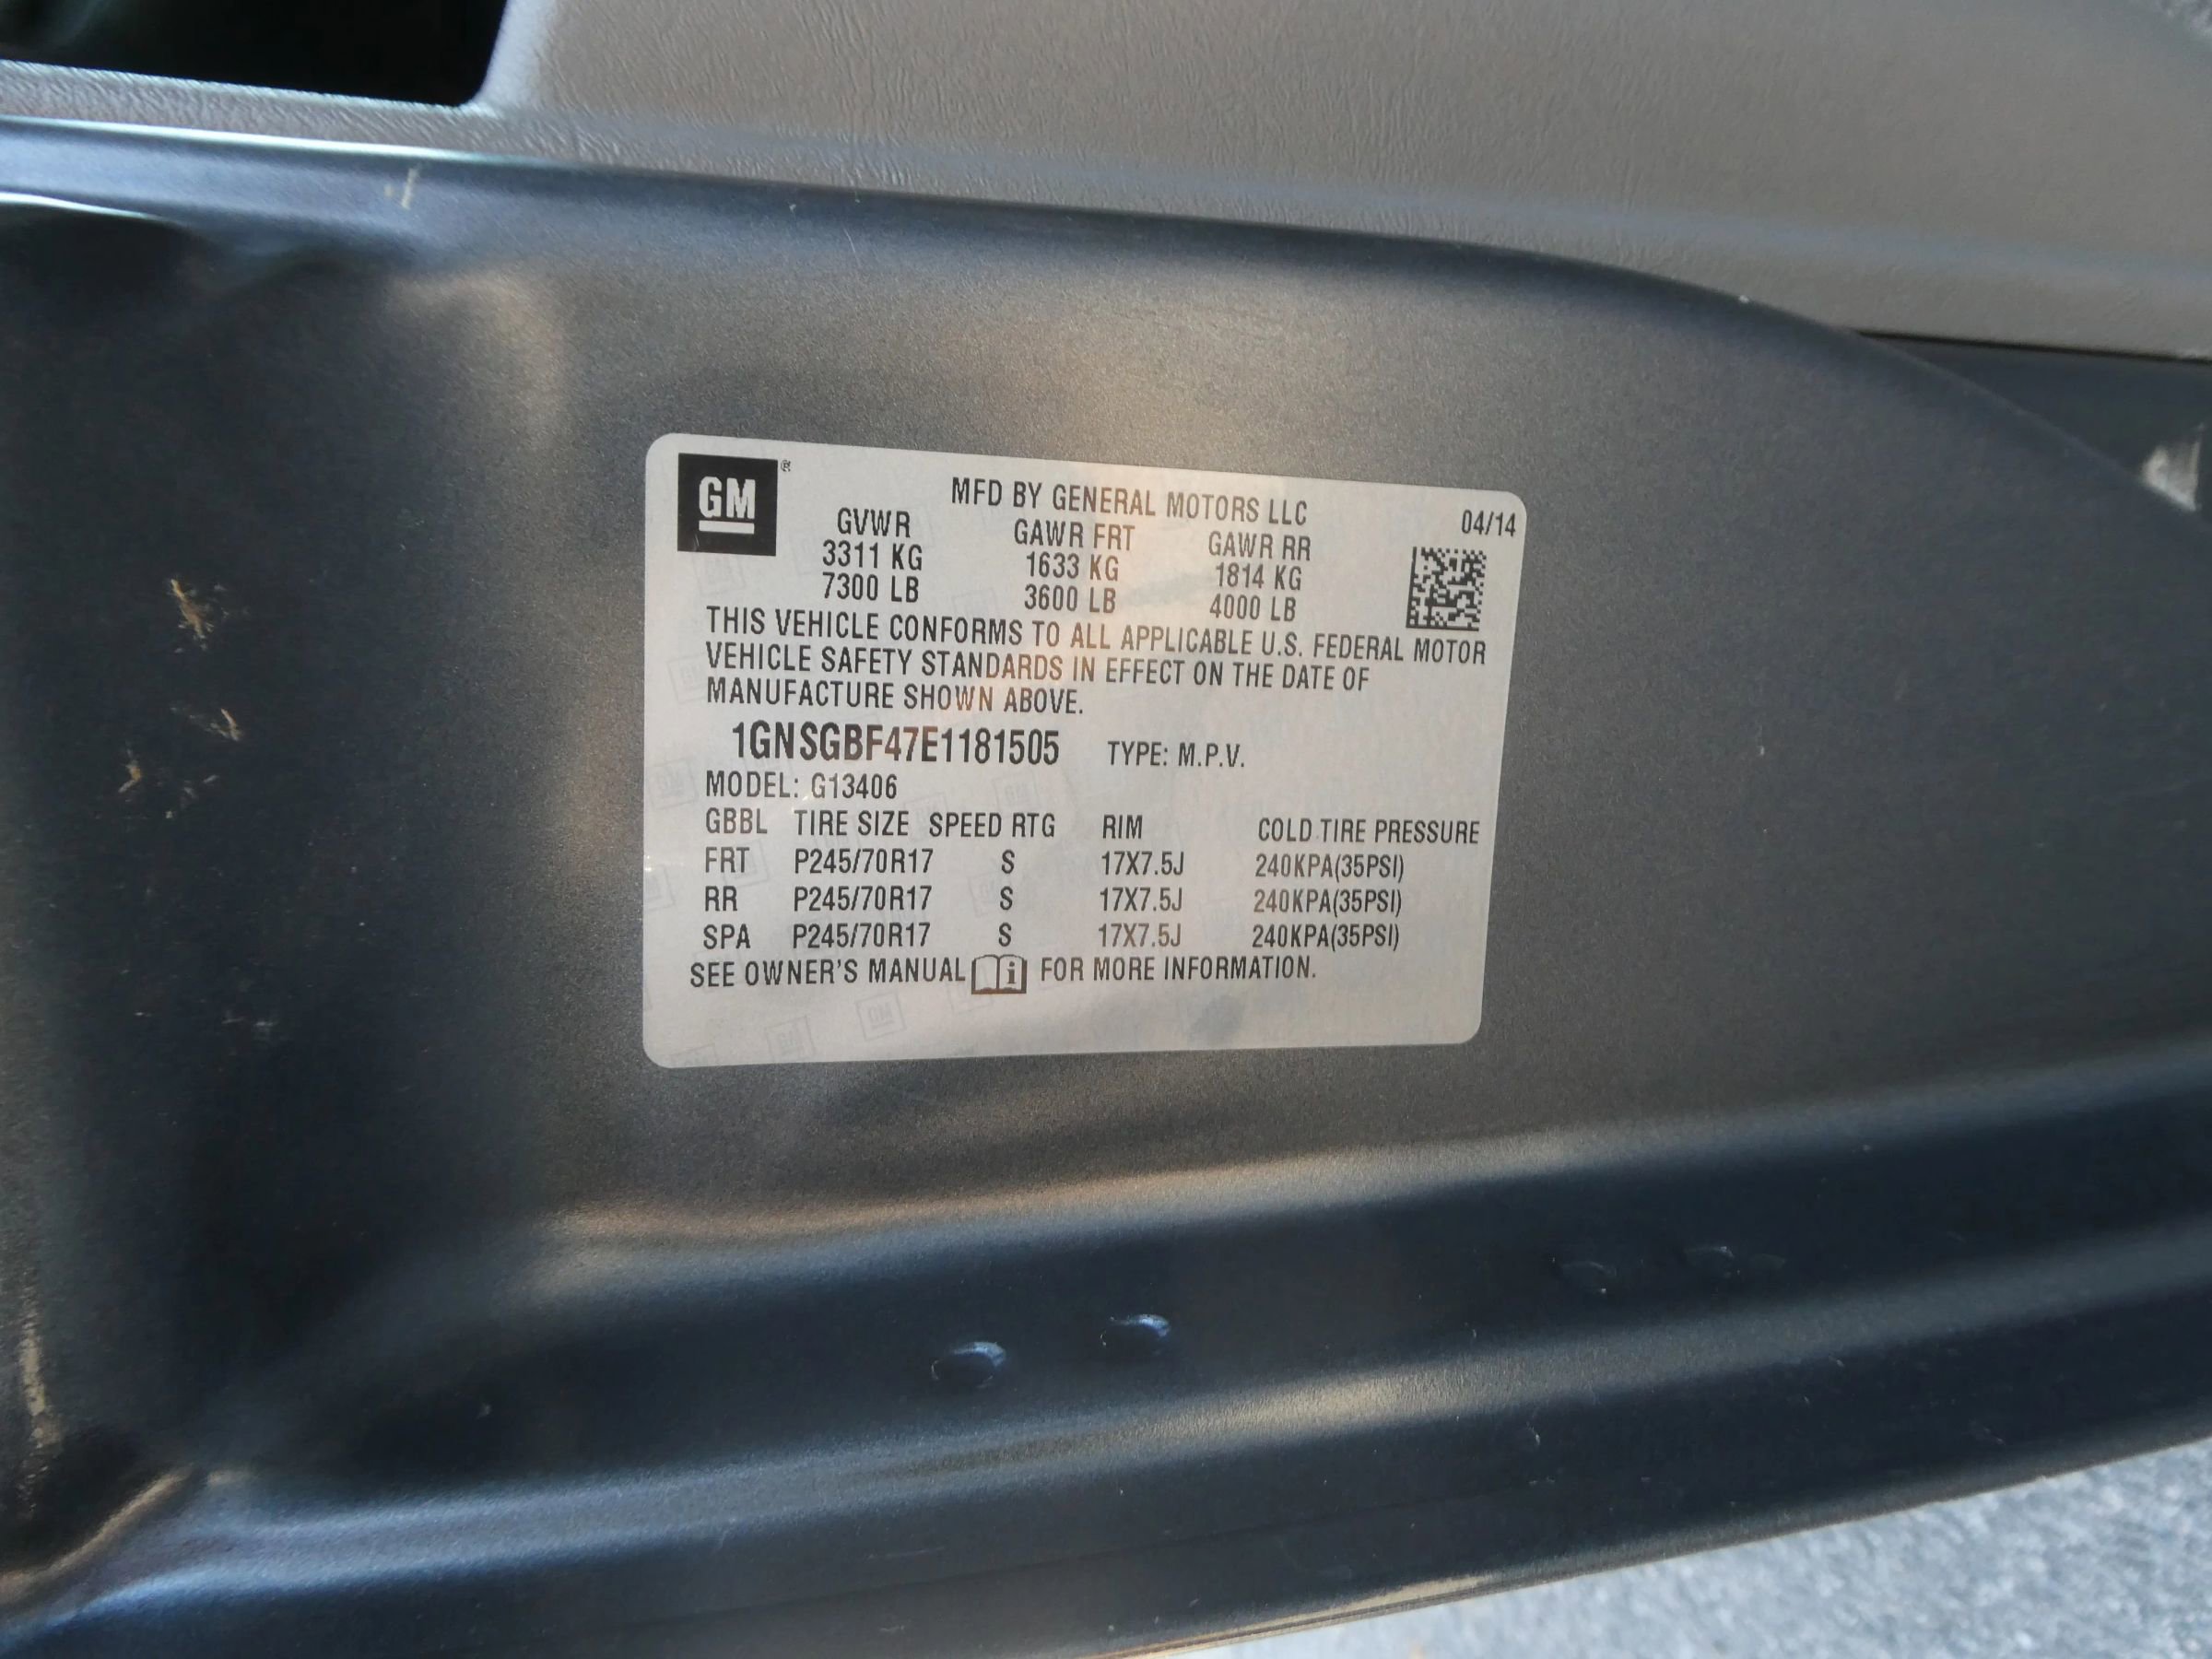 GM®
MFD BY GENERAL MOTORS LLC
04/14
GVWR GAWR FRT GAWR RR
3311 KG 1633 KG 1814 KG
7300 LB 3600 LB 4000 LB
THIS VEHICLE CONFORMS TO ALL APPLICABLE U.S. FEDERAL MOTOR
VEHICLE SAFETY STANDARDS IN EFFECT ON THE DATE OF
MANUFACTURE SHOWN ABOVE.
1GNSGBF47E1181505 TYPE: M.P.V.
MODEL: G13406
GBBL TIRE SIZE SPEED RTG RIM COLD TIRE PRESSURE
FRT P245/70R17 S 17X7.5J 240KPA(35PSI)
RR P245/70R17 S 17X7.5J 240KPA(35PSI)
SPA P245/70R17 S 17X7.5J 240KPA(35PSI)
SEE OWNER'S MANUAL i FOR MORE INFORMATION.